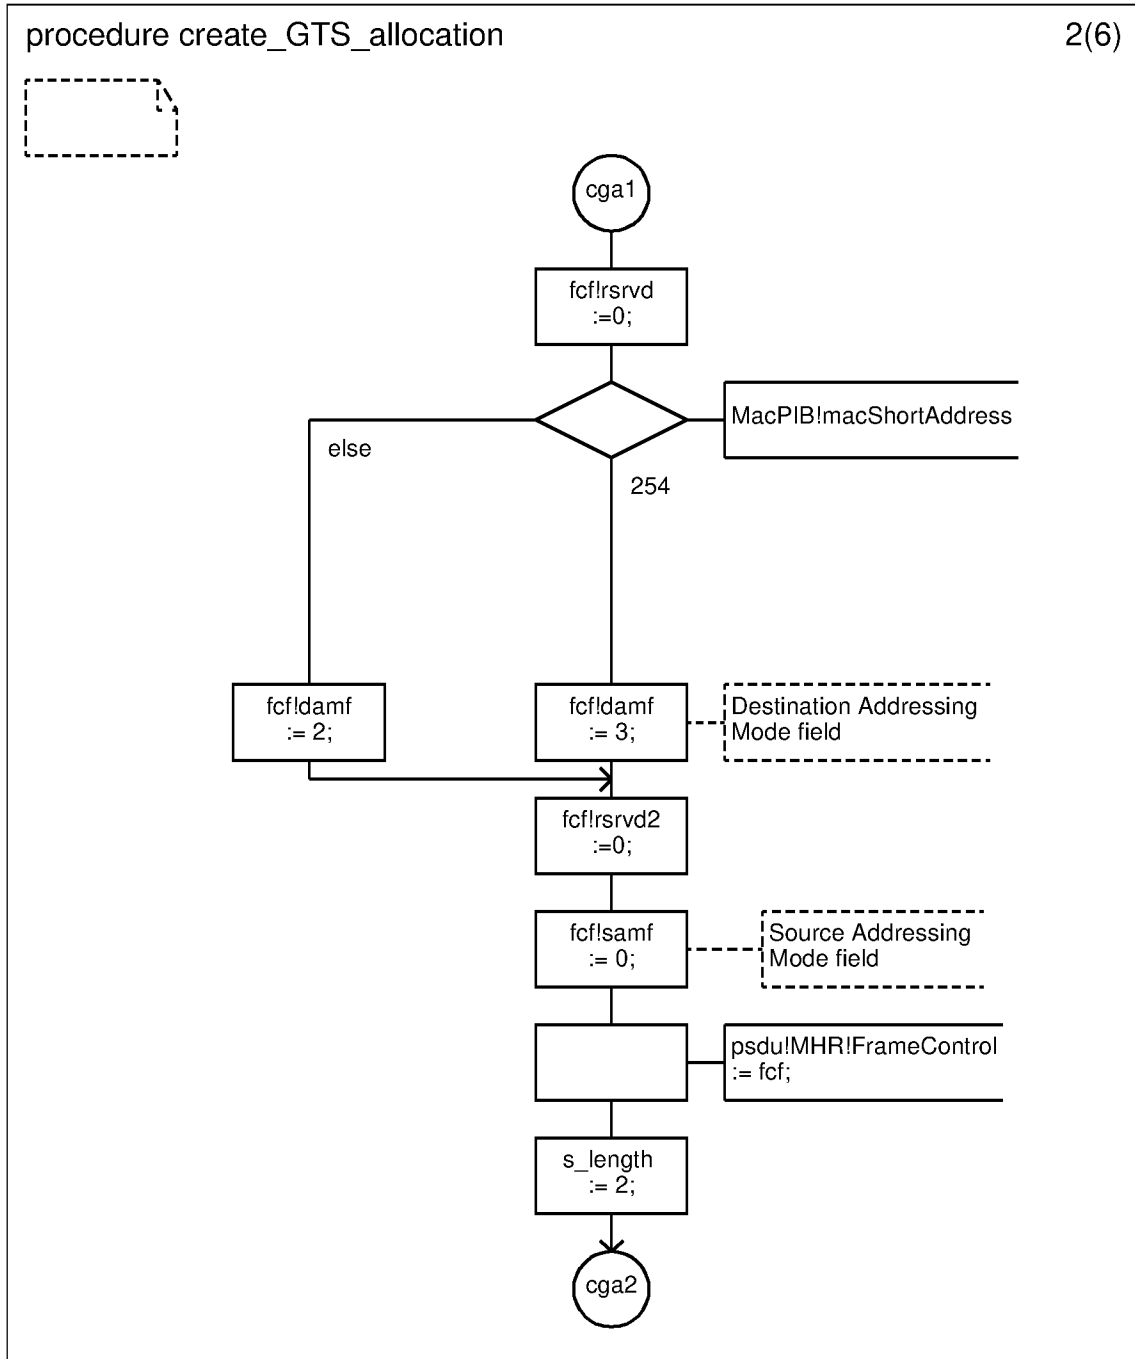 procedure create_GTS_allocation
2(6)
cga1
fcf!rsrvd
:=0;
MacPIB!macShortAddress
else
254
fcf!damf
:= 2;
fcf!damf
:= 3;
Destination Addressing
Mode field
fcf!rsrvd2
:=0;
fcf!samf
:= 0;
Source Addressing
Mode field
psdu!MHR!FrameControl
:= fcf;
s_length
:= 2;
cga2